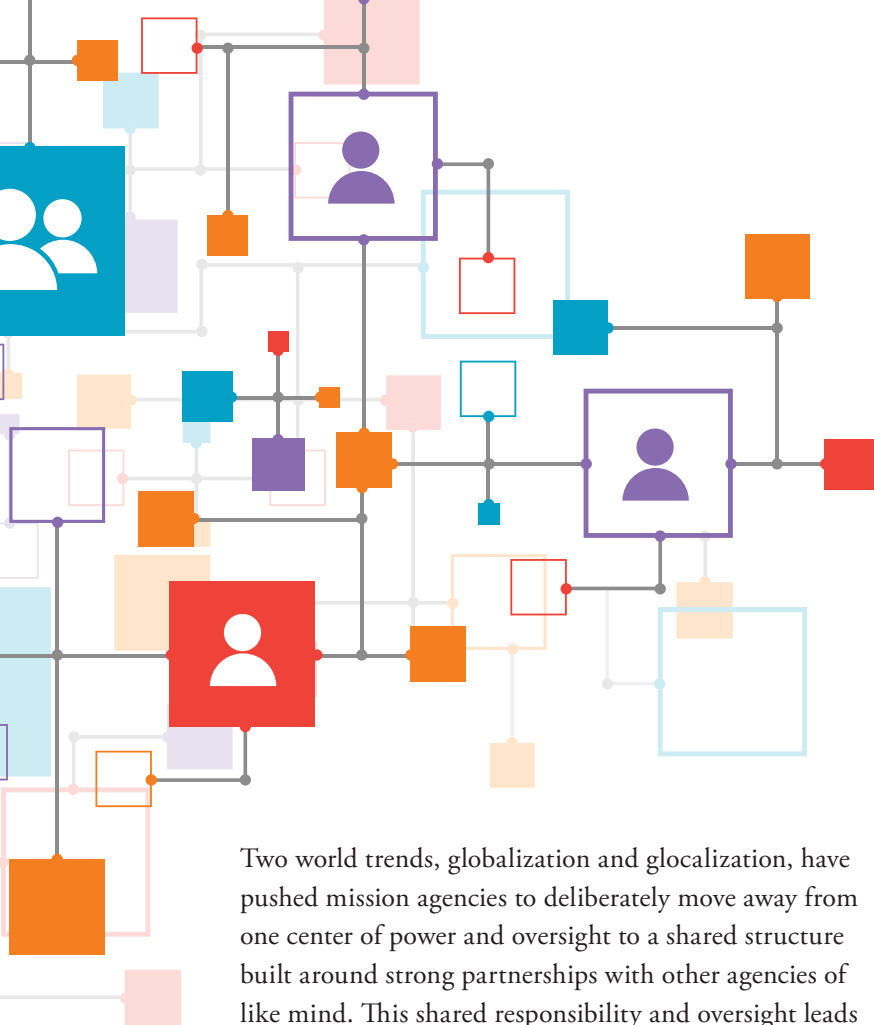 Two world trends, globalization and glocalization, have
pushed mission agencies to deliberately move away from
one center of power and oversight to a shared structure
built around strong partnerships with other agencies of
like mind. This shared responsibility and oversight leads